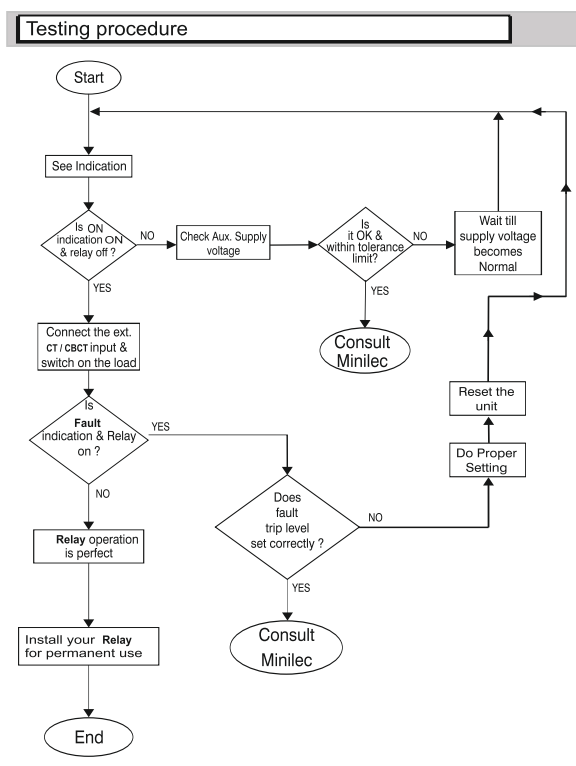 Testing procedure
Start
See Indication
Is ON
indication ON
& relay off ?
NO
Check Aux. Supply
voltage
Is
it OK &
within tolerance
limit?
NO
Wait till
supply voltage
becomes
Normal
YES
YES
Consult
Minilec
Connect the ext.
CT / CBCT input &
switch on the load
Is
Fault
indication & Relay
on ?
YES
Reset the
unit
Do Proper
Setting
Does
fault
trip level
set correctly ?
NO
NO
Relay operation
is perfect
YES
Consult
Minilec
Install your Relay
for permanent use
End